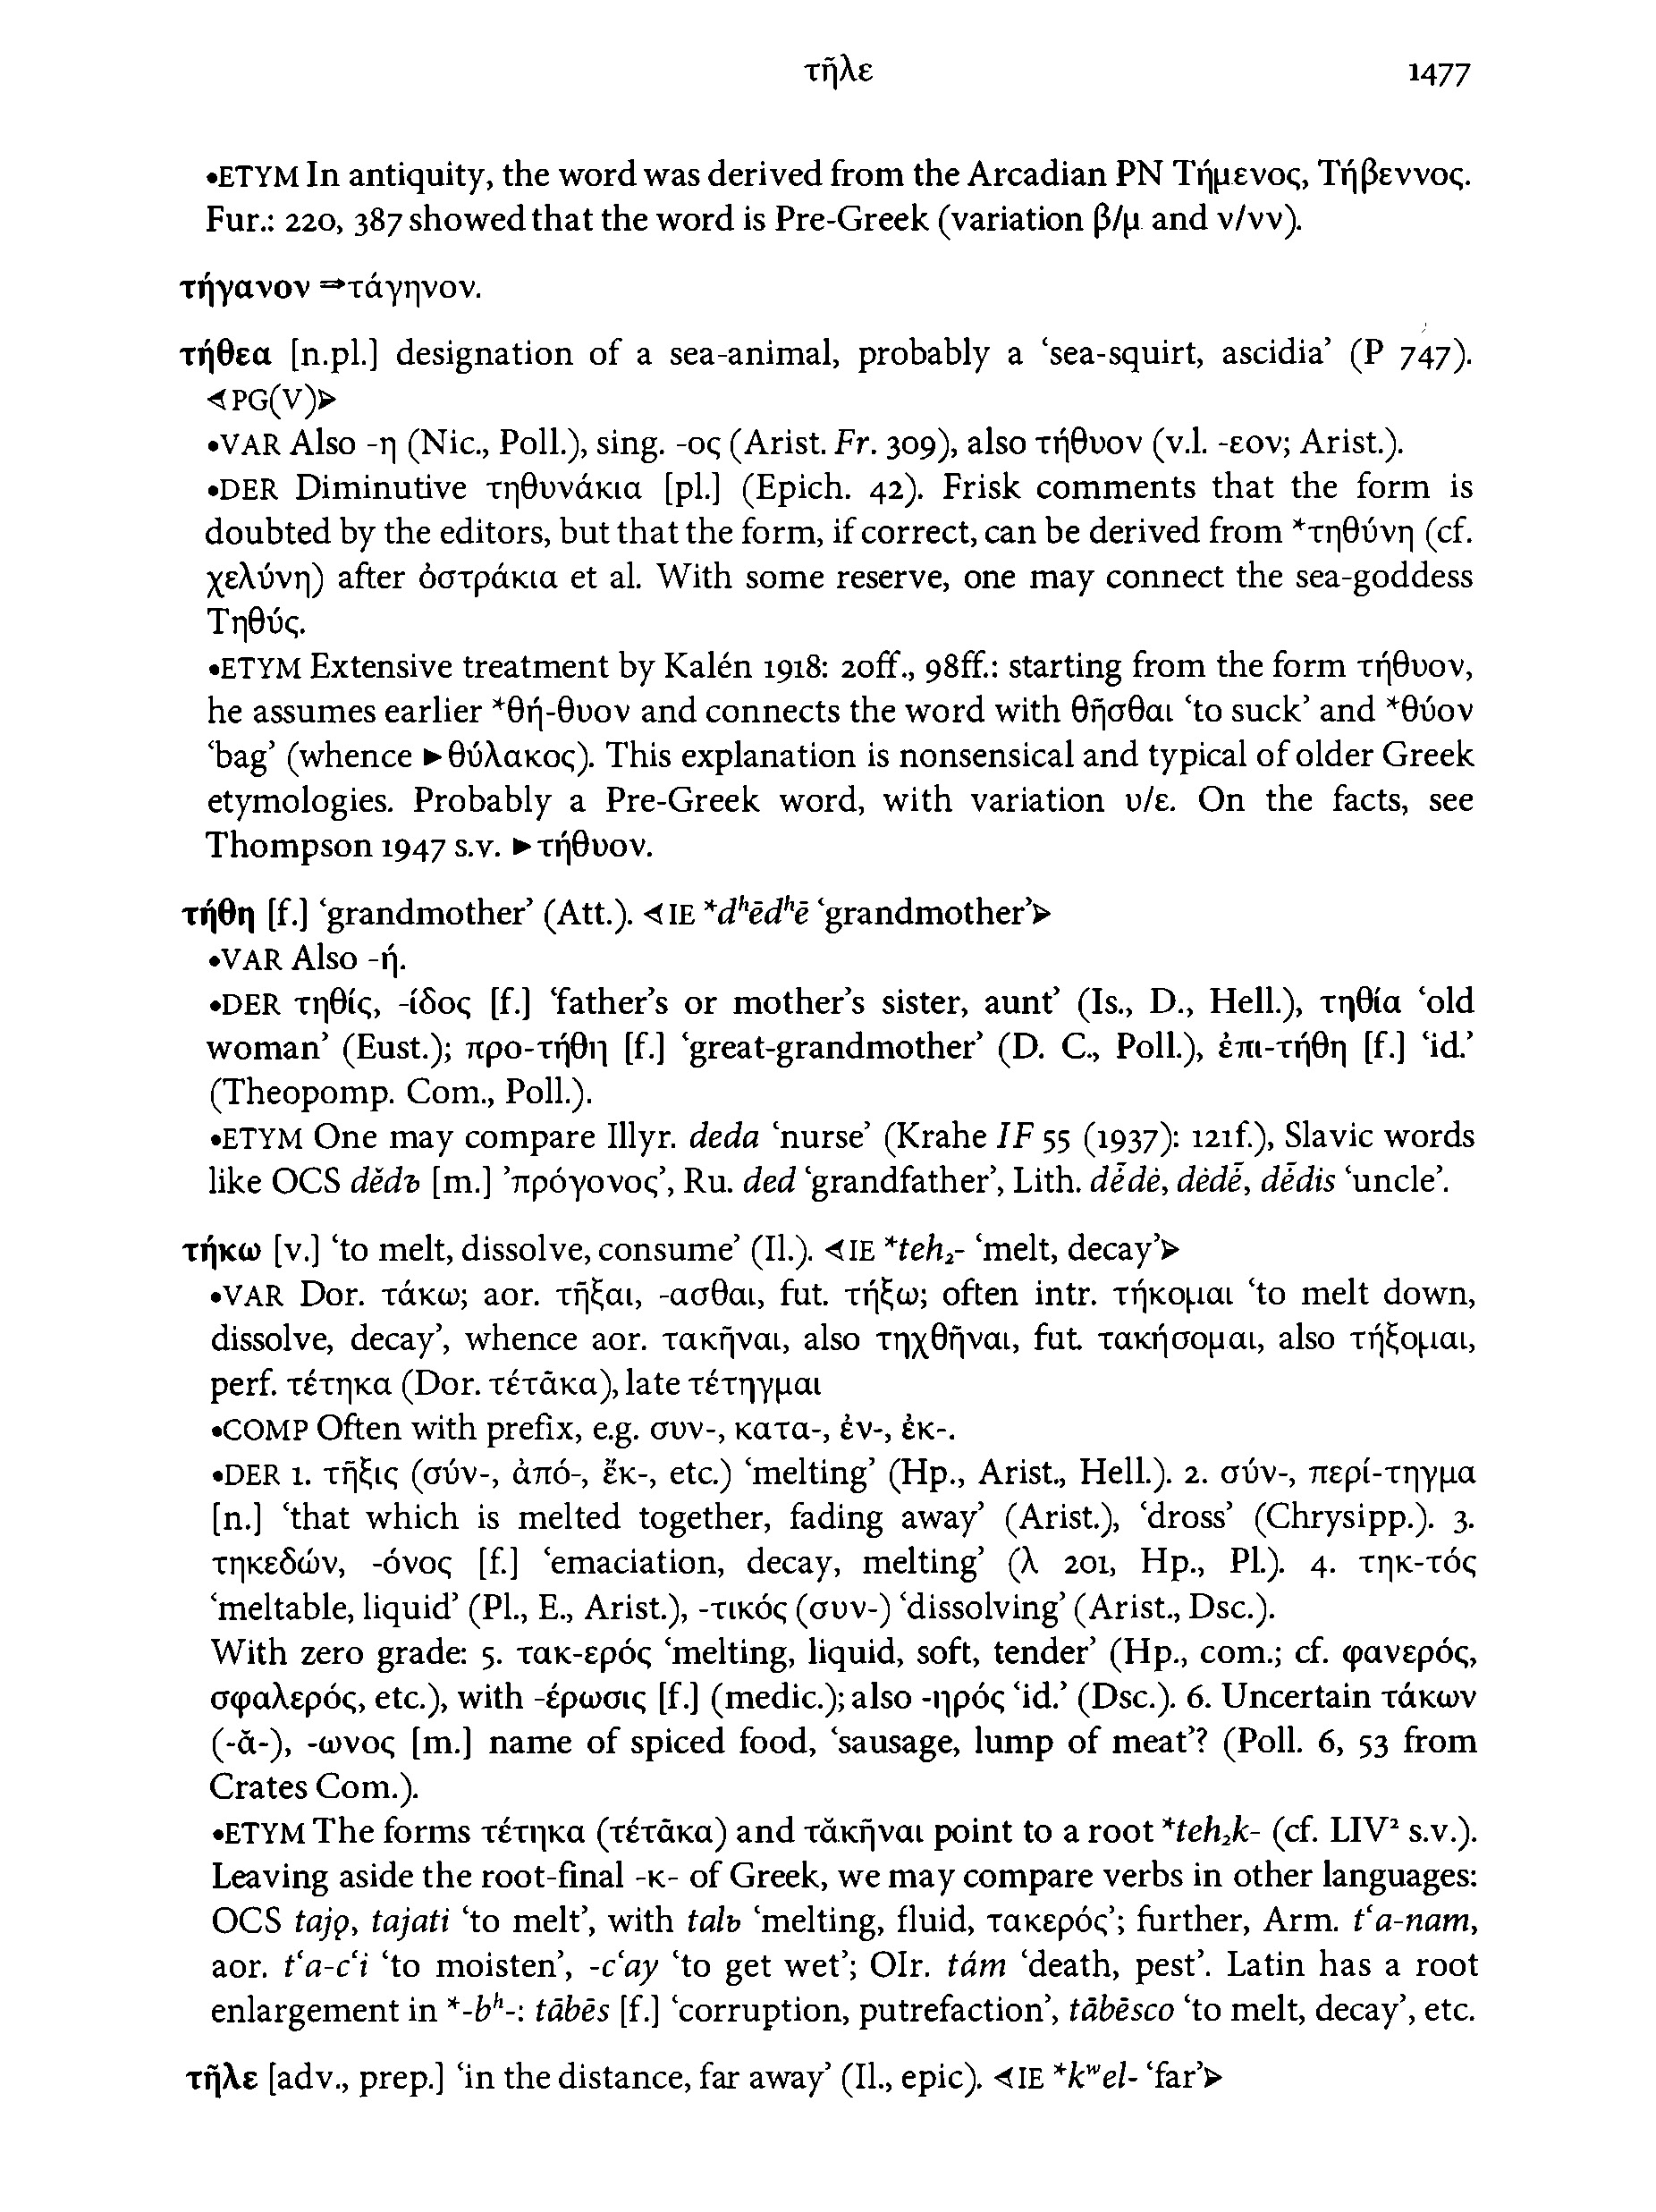 τῆλε 1477
•ETYM In antiquity, the word was derived from the Arcadian PN Τήμενος, Τήβεννος.
Fur.: 220, 387 showed that the word is Pre-Greek (variation β/μ and ν/νν).
τήγανον ⇒τάγηνον.
τήθεα [n.pl.] designation of a sea-animal, probably a ‘sea-squirt, ascidia’ (P 747).
◁PG(V)▷
•VAR Also -η (Nic., Poll.), sing. -ος (Arist. Fr. 309), also τήθυον (v.l. -εον; Arist.).
•DER Diminutive τηθυνάκια [pl.] (Epich. 42). Frisk comments that the form is
doubted by the editors, but that the form, if correct, can be derived from *τηθύνη (cf.
χελύνη) after ὀστράκια et al. With some reserve, one may connect the sea-goddess
Τηθύς.
•ETYM Extensive treatment by Kalén 1918: 20ff., 98ff.: starting from the form τήθυον,
he assumes earlier *θή-θυον and connects the word with θῆσθαι ‘to suck’ and *θύον
‘bag’ (whence ►θύλακος). This explanation is nonsensical and typical of older Greek
etymologies. Probably a Pre-Greek word, with variation υ/ε. On the facts, see
Thompson 1947 s.v. ►τήθυον.
τήθη [f.] ‘grandmother’ (Att.). ◁IE *dʰēdʰē ‘grandmother’▷
•VAR Also -ή.
•DER τηθίς, -ίδος [f.] ‘father’s or mother’s sister, aunt’ (Is., D., Hell.), τηθία ‘old
woman’ (Eust.); προ-τήθη [f.] ‘great-grandmother’ (D. C., Poll.), ἐπι-τήθη [f.] ‘id.’
(Theopomp. Com., Poll.).
•ETYM One may compare Illyr. deda ‘nurse’ (Krahe IF 55 (1937): 121f.), Slavic words
like OCS dědъ [m.] ’πρόγονος’, Ru. ded ‘grandfather’, Lith. dė̃dė, dėdė̃, dė̃dis ‘uncle’.
τήκω [v.] ‘to melt, dissolve, consume’ (Il.). ◁IE *teh₂- ‘melt, decay’▷
•VAR Dor. τάκω; aor. τῆξαι, -ασθαι, fut. τήξω; often intr. τήκομαι ‘to melt down,
dissolve, decay’, whence aor. τακῆναι, also τηχθῆναι, fut. τακήσομαι, also τήξομαι,
perf. τέτηκα (Dor. τέτᾱκα), late τέτηγμαι
•COMP Often with prefix, e.g. συν-, κατα-, ἐν-, ἐκ-.
•DER 1. τῆξις (σύν-, ἀπό-, ἔκ-, etc.) ‘melting’ (Hp., Arist., Hell.). 2. σύν-, περί-τηγμα
[n.] ‘that which is melted together, fading away’ (Arist.), ‘dross’ (Chrysipp.). 3.
τηκεδών, -όνος [f.] ‘emaciation, decay, melting’ (λ 201, Hp., Pl.). 4. τηκ-τός
‘meltable, liquid’ (Pl., E., Arist.), -τικός (συν-) ‘dissolving’ (Arist., Dsc.).
With zero grade: 5. τακ-ερός ‘melting, liquid, soft, tender’ (Hp., com.; cf. φανερός,
σφαλερός, etc.), with -έρωσις [f.] (medic.); also -ηρός ‘id.’ (Dsc.). 6. Uncertain τάκων
(-ᾰ-), -ωνος [m.] name of spiced food, ‘sausage, lump of meat’? (Poll. 6, 53 from
Crates Com.).
•ETYM The forms τέτηκα (τέτᾱκα) and τᾰκῆναι point to a root *teh₂k- (cf. LIV² s.v.).
Leaving aside the root-final -κ- of Greek, we may compare verbs in other languages:
OCS tajǫ, tajati ‘to melt’, with talъ ‘melting, fluid, τακερός’; further, Arm. tʿa-nam,
aor. tʿa-cʿi ‘to moisten’, -cʿay ‘to get wet’; OIr. tám ‘death, pest’. Latin has a root
enlargement in *-bʰ-: tābēs [f.] ‘corruption, putrefaction’, tābēsco ‘to melt, decay’, etc.
τῆλε [adv., prep.] ‘in the distance, far away’ (Il., epic). ◁IE *kʷel- ‘far’▷